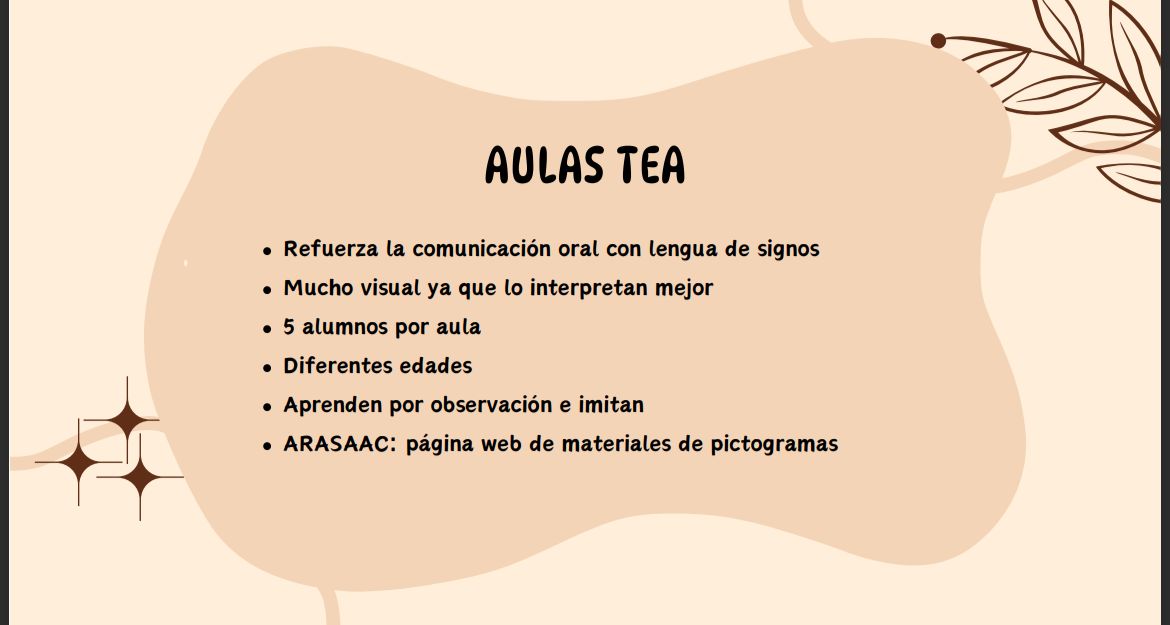 AULAS TEA
• Refuerza la comunicación oral con lengua de signos
• Mucho visual ya que lo interpretan mejor
• 5 alumnos por aula
• Diferentes edades
• Aprenden por observación e imitan
• ARASAAC: página web de materiales de pictogramas